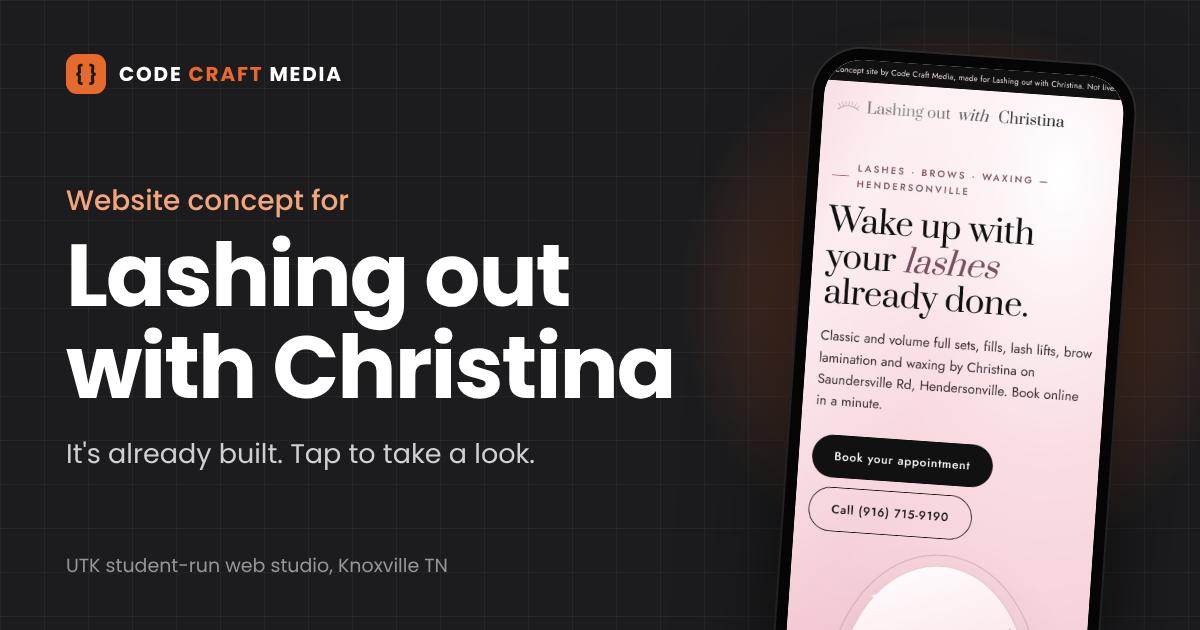 { }
CODE CRAFT MEDIA
Website concept for
Lashing out
with Christina
It's already built. Tap to take a look.
UTK student-run web studio, Knoxville TN
Concept site by Code Craft Media, made for Lashing out with Christina. Not live.
Lashing out with Christina
LASHES · BROWS · WAXING —
HENDERSONVILLE
Wake up with
your lashes
already done.
Classic and volume full sets, fills, lash lifts, brow
lamination and waxing by Christina on
Saundersville Rd, Hendersonville. Book online
in a minute.
Book your appointment
Call (916) 715-9190